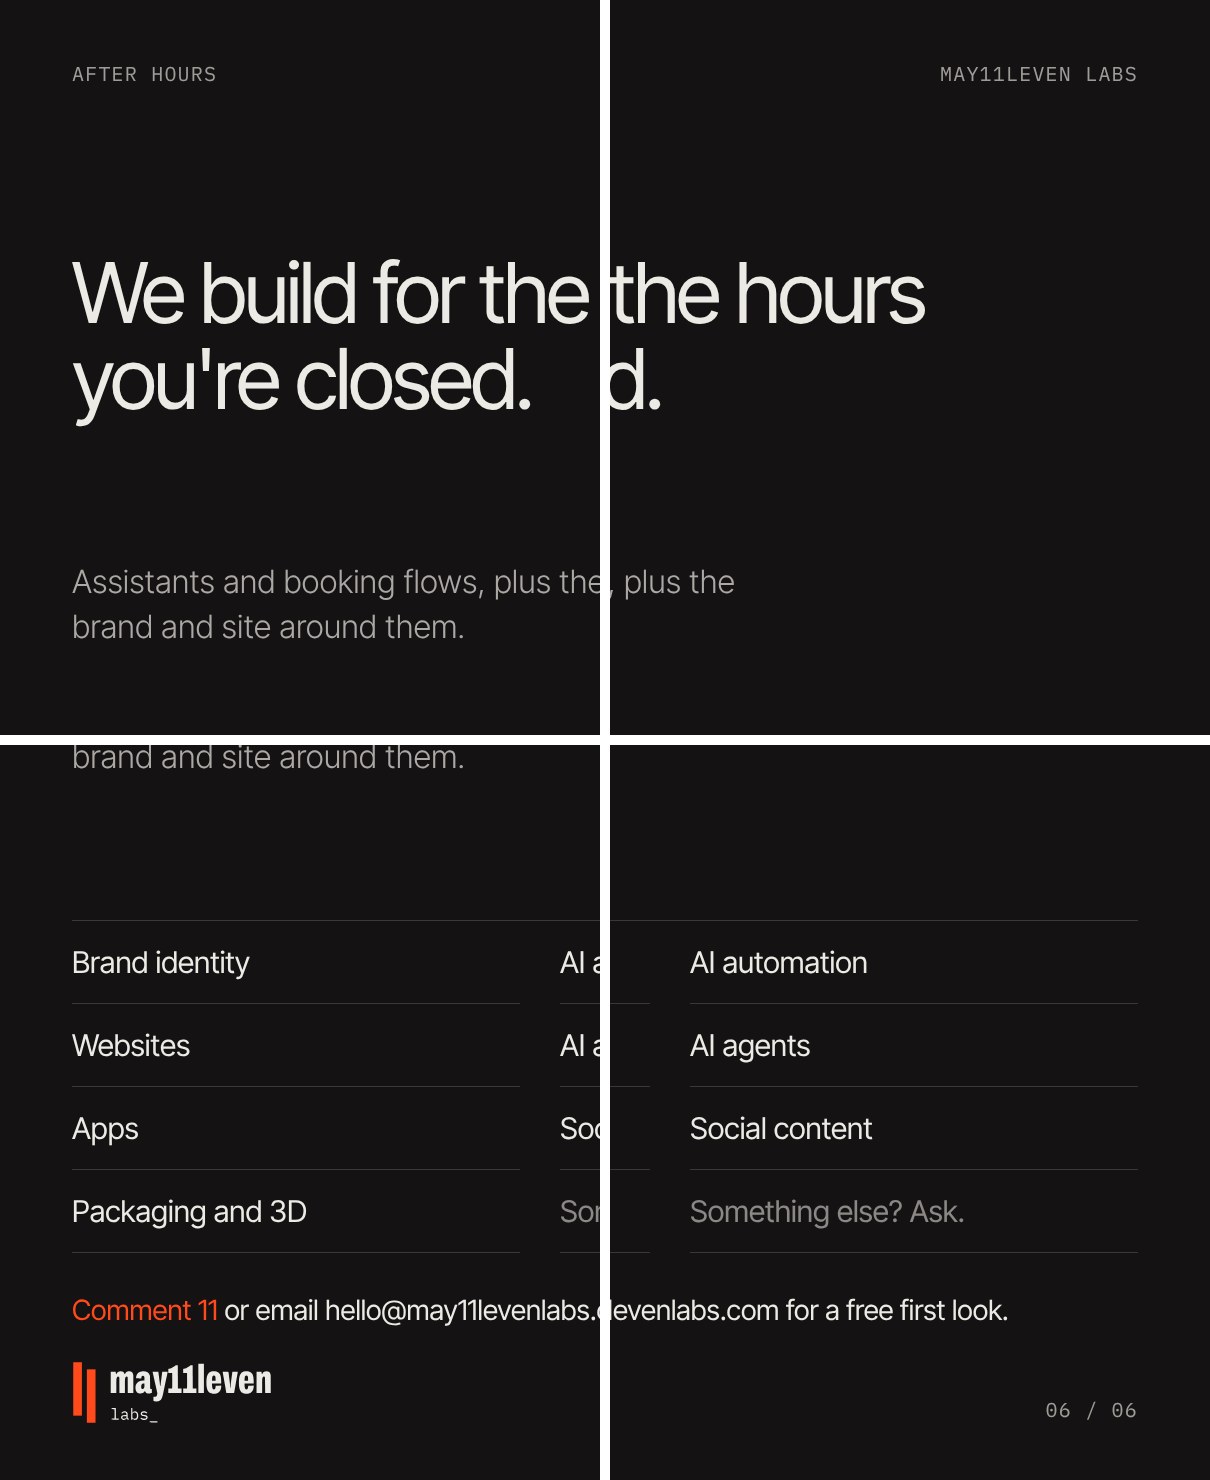 AFTER HOURS
MAY11LEVEN LABS
We build for the hours
you're closed.
Assistants and booking flows, plus the
brand and site around them.
Brand identity
AI automation
Websites
AI agents
Apps
Social content
Packaging and 3D
Something else? Ask.
Comment 11 or email hello@may11levenlabs.com for a free first look.
may11leven
labs_
06 / 06